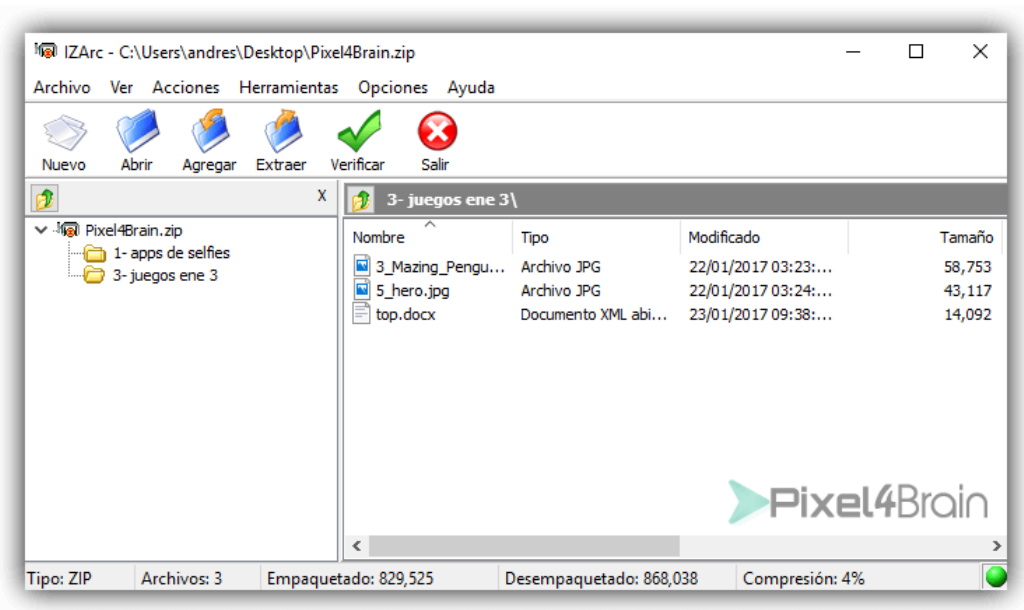 IZArc - C:\Users\andres\Desktop\Pixel4Brain.zip
Archivo Ver Acciones Herramientas Opciones Ayuda
Nuevo Abrir Agregar Extraer Verificar Salir
X 3- juegos ene 3\
Pixel4Brain.zip
1- apps de selfies
3- juegos ene 3
Nombre Tipo Modificado Tamaño
3_Mazing_Pengu... Archivo JPG 22/01/2017 03:23:... 58,753
5_hero.jpg Archivo JPG 22/01/2017 03:24:... 43,117
top.docx Documento XML abi... 23/01/2017 09:38:... 14,092
Pixel4Brain
Tipo: ZIP Archivos: 3 Empaquetado: 829,525 Desempaquetado: 868,038 Compresión: 4%